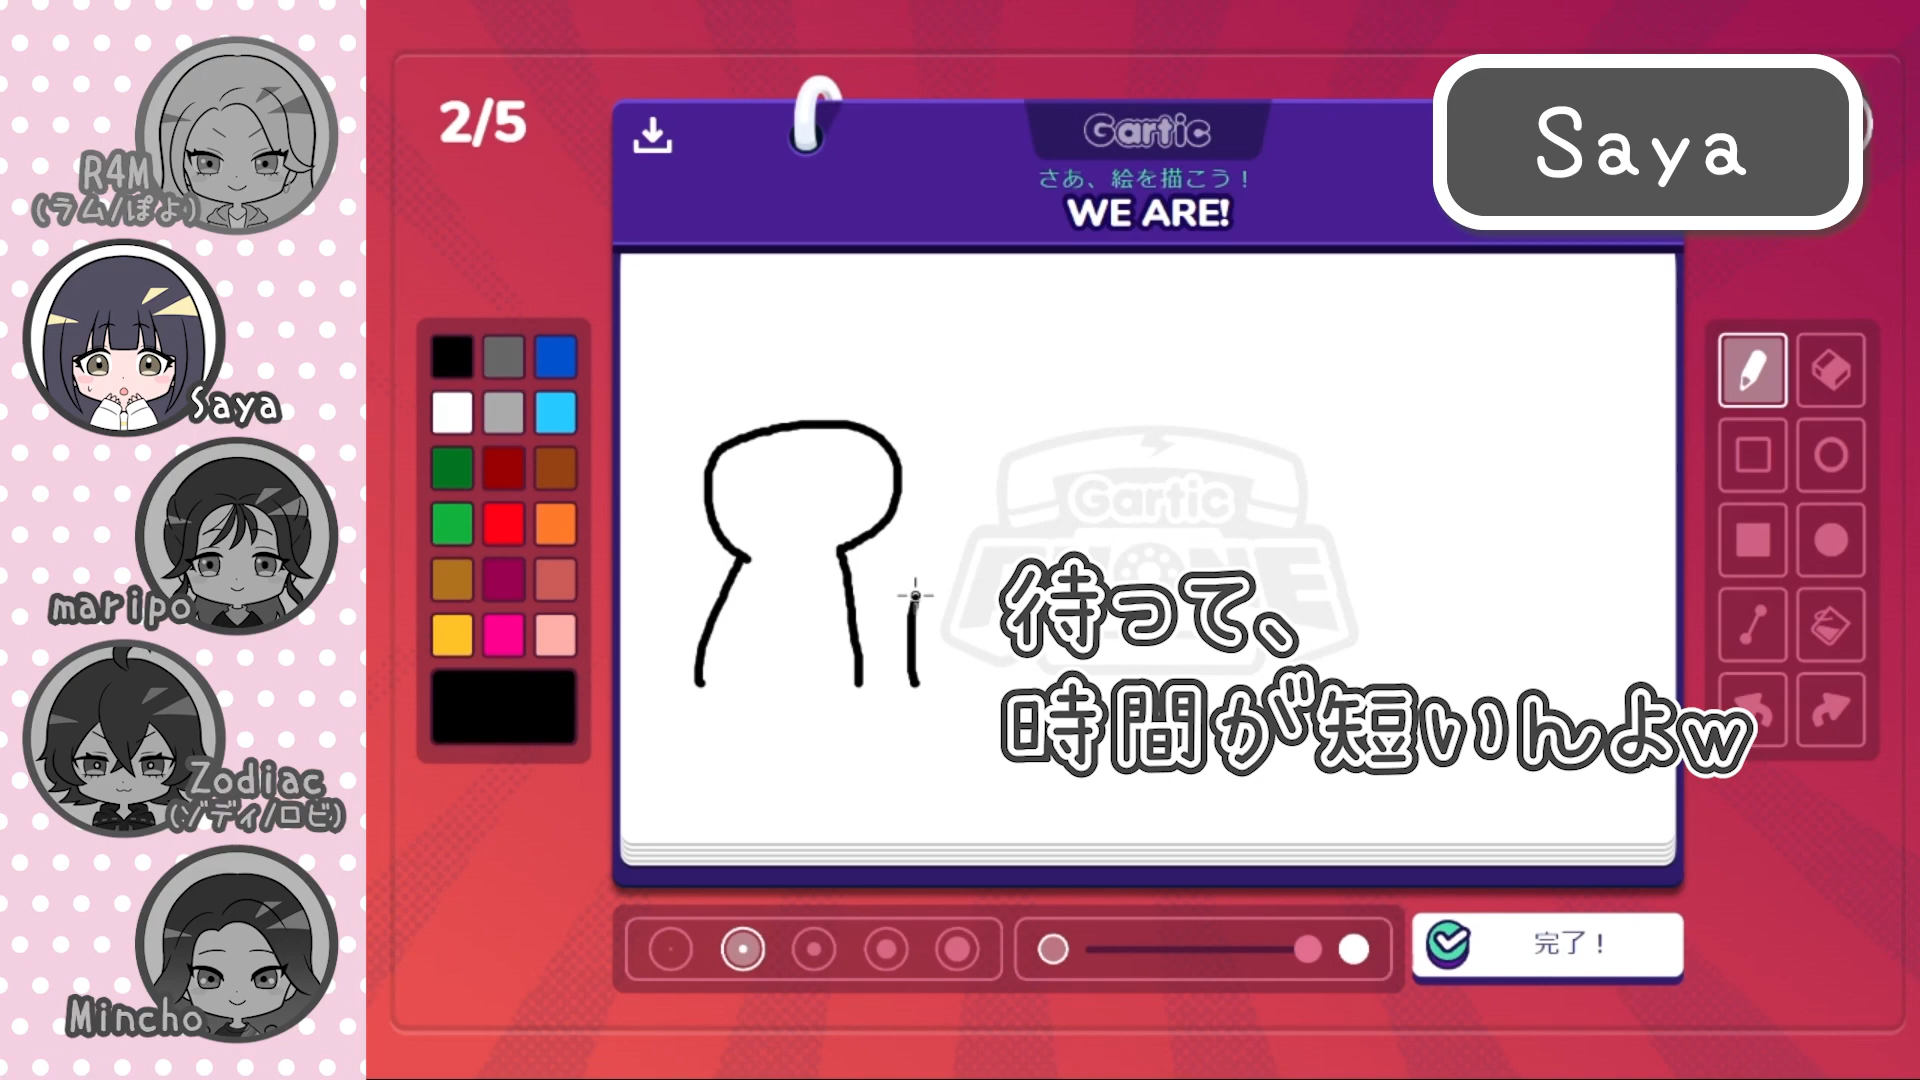 R4M
(ラム/ぽよ)
Saya
maripo
Zodiac
(ゾディ/ロビ)
Mincho
2/5
Gartic
さあ、絵を描こう！
WE ARE!
Saya
Gartic
PHONE
待って、
時間が短いんよw
完了！